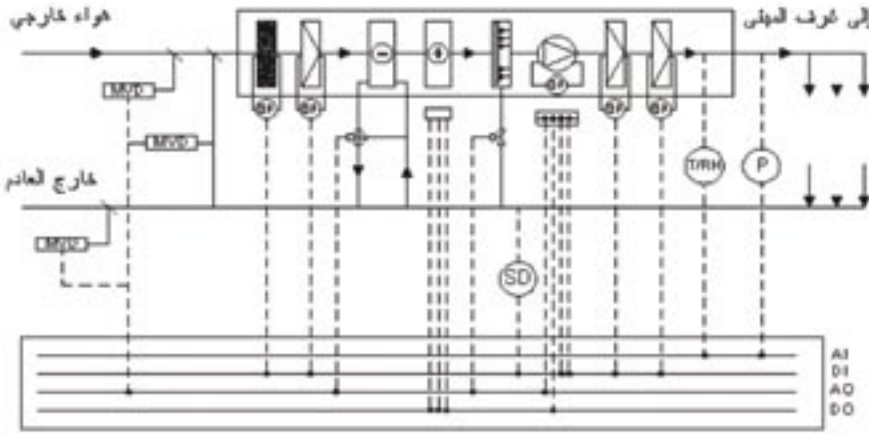 هواء خارجي
إلى غرف المبنى
MVD
MVD
T/RH
P
خارج العادم
MVD
SD
AI
DI
AO
DO